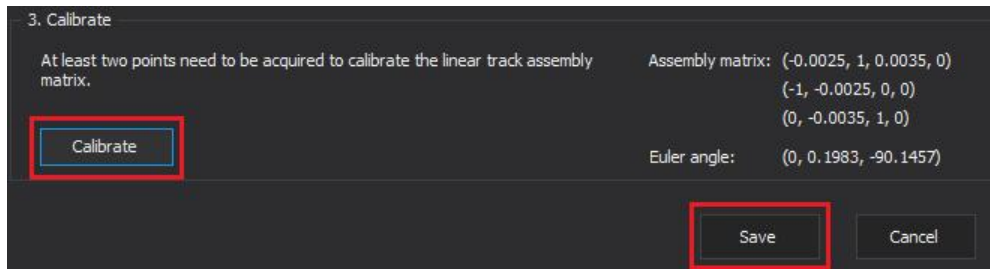 3. Calibrate
At least two points need to be acquired to calibrate the linear track assembly
matrix.
Calibrate
Assembly matrix: (-0.0025, 1, 0.0035, 0)
(-1, -0.0025, 0, 0)
(0, -0.0035, 1, 0)
Euler angle: (0, 0.1983, -90.1457)
Save
Cancel